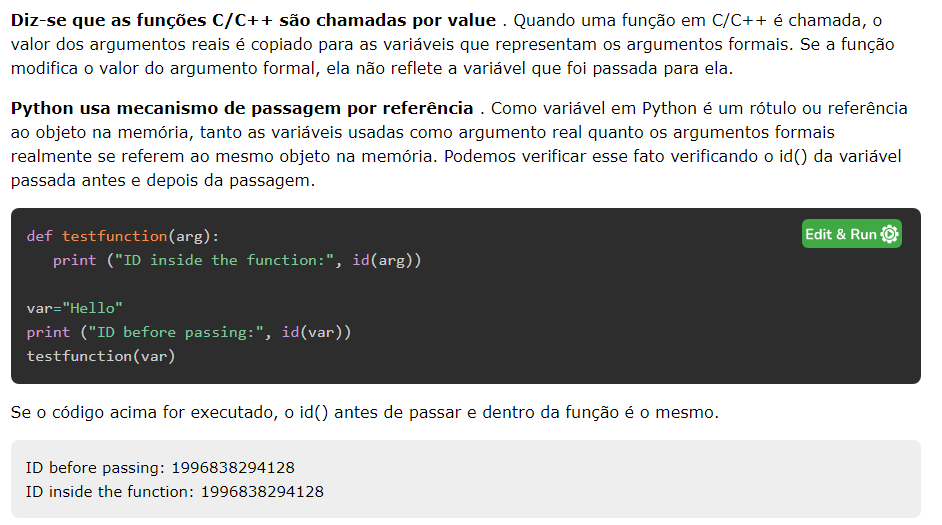 Diz-se que as funções C/C++ são chamadas por value . Quando uma função em C/C++ é chamada, o
valor dos argumentos reais é copiado para as variáveis que representam os argumentos formais. Se a função
modifica o valor do argumento formal, ela não reflete a variável que foi passada para ela.
Python usa mecanismo de passagem por referência . Como variável em Python é um rótulo ou referência
ao objeto na memória, tanto as variáveis usadas como argumento real quanto os argumentos formais
realmente se referem ao mesmo objeto na memória. Podemos verificar esse fato verificando o id() da variável
passada antes e depois da passagem.
def testfunction(arg):
Edit & Run
   print ("ID inside the function:", id(arg))
var="Hello"
print ("ID before passing:", id(var))
testfunction(var)
Se o código acima for executado, o id() antes de passar e dentro da função é o mesmo.
ID before passing: 1996838294128
ID inside the function: 1996838294128